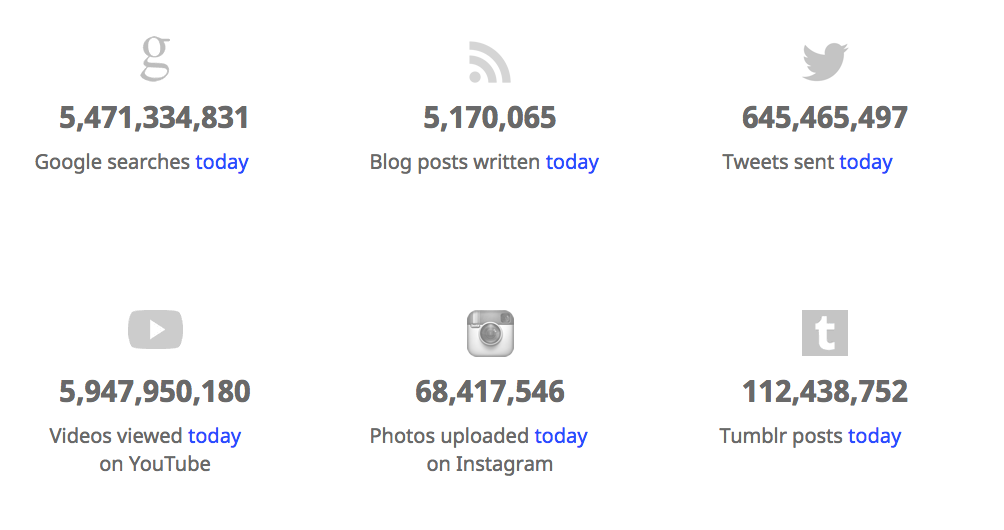 g
5,471,334,831
Google searches today
5,170,065
Blog posts written today
645,465,497
Tweets sent today
5,947,950,180
Videos viewed today
on YouTube
68,417,546
Photos uploaded today
on Instagram
t
112,438,752
Tumblr posts today